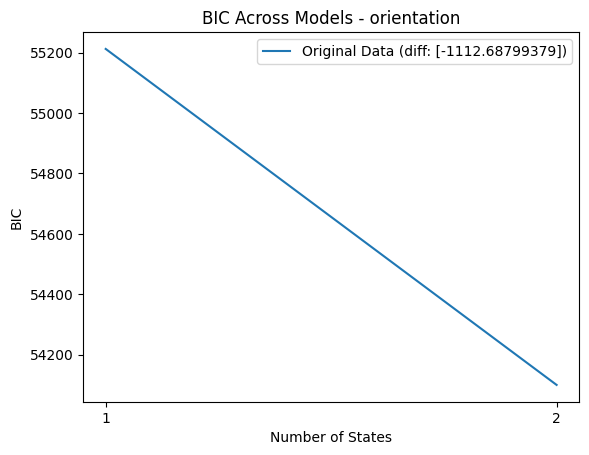 BIC Across Models - orientation
Original Data (diff: [-1112.68799379])
55200
55000
54800
54600
54400
54200
BIC
1
2
Number of States